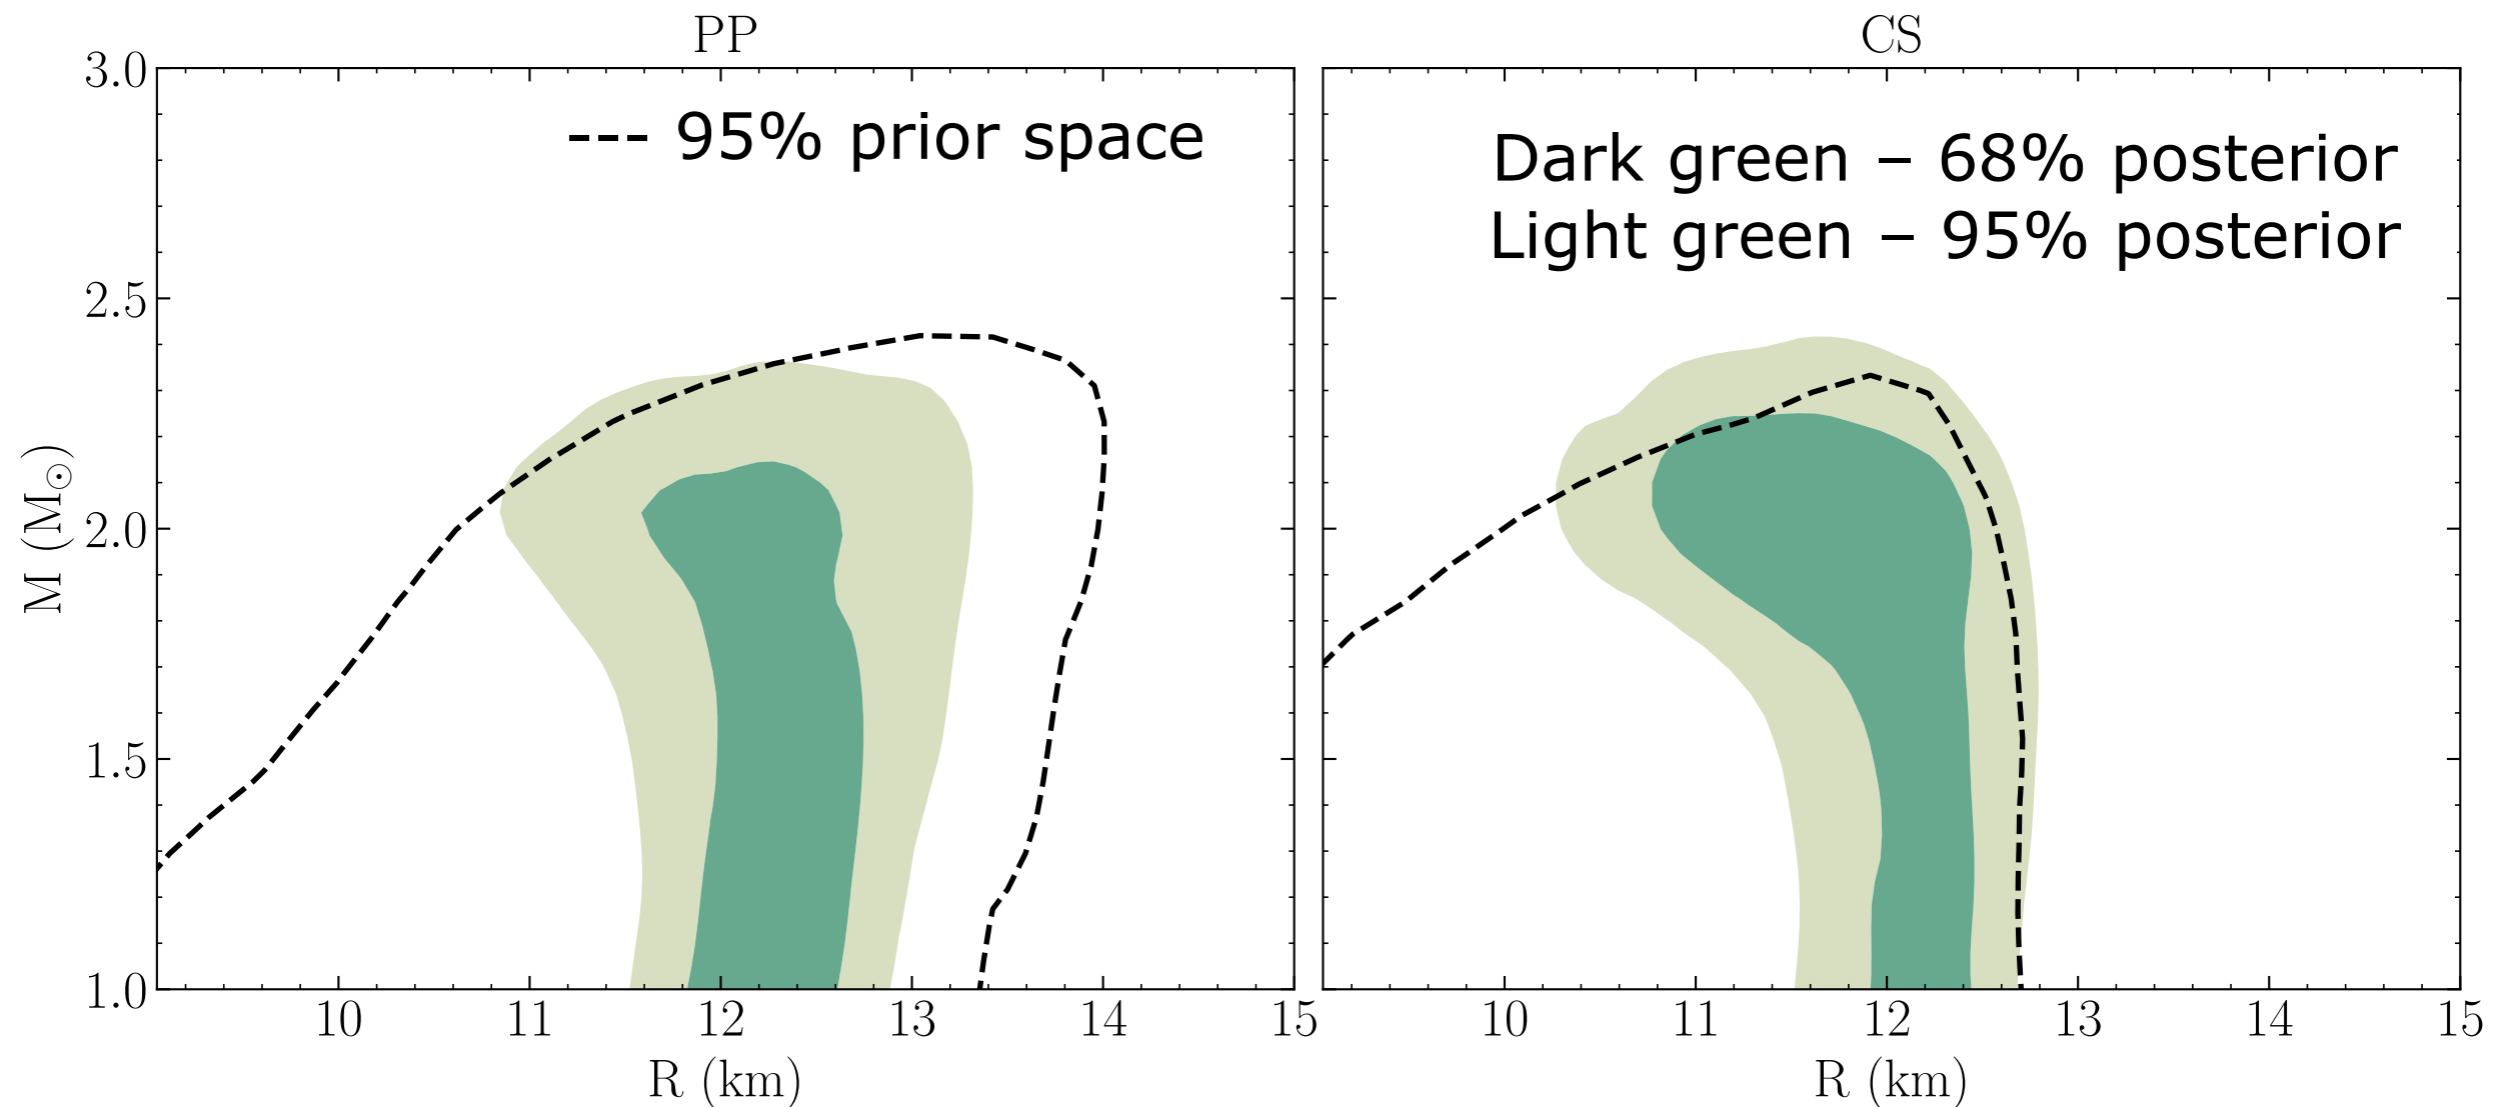 PP
CS
3.0
2.5
2.0
1.5
1.0
M (M⊙)
--- 95% prior space
Dark green – 68% posterior
Light green – 95% posterior
10 11 12 13 14 15
10 11 12 13 14 15
R (km)
R (km)